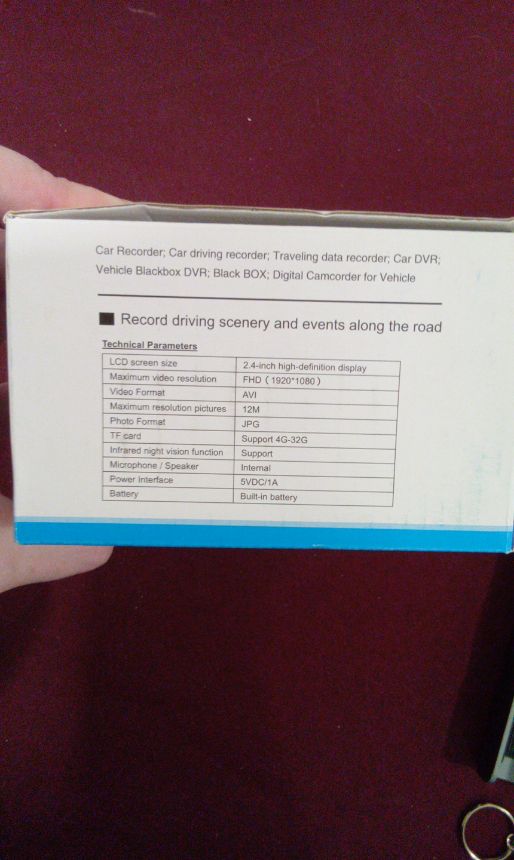 Car Recorder; Car driving recorder; Traveling data recorder; Car DVR;
Vehicle Blackbox DVR; Black BOX; Digital Camcorder for Vehicle
Record driving scenery and events along the road
Technical Parameters
LCD screen size 2.4-inch high-definition display
Maximum video resolution FHD ( 1920*1080 )
Video Format AVI
Maximum resolution pictures 12M
Photo Format JPG
TF card Support 4G-32G
Infrared night vision function Support
Microphone / Speaker Internal
Power interface 5VDC/1A
Battery Built-in battery